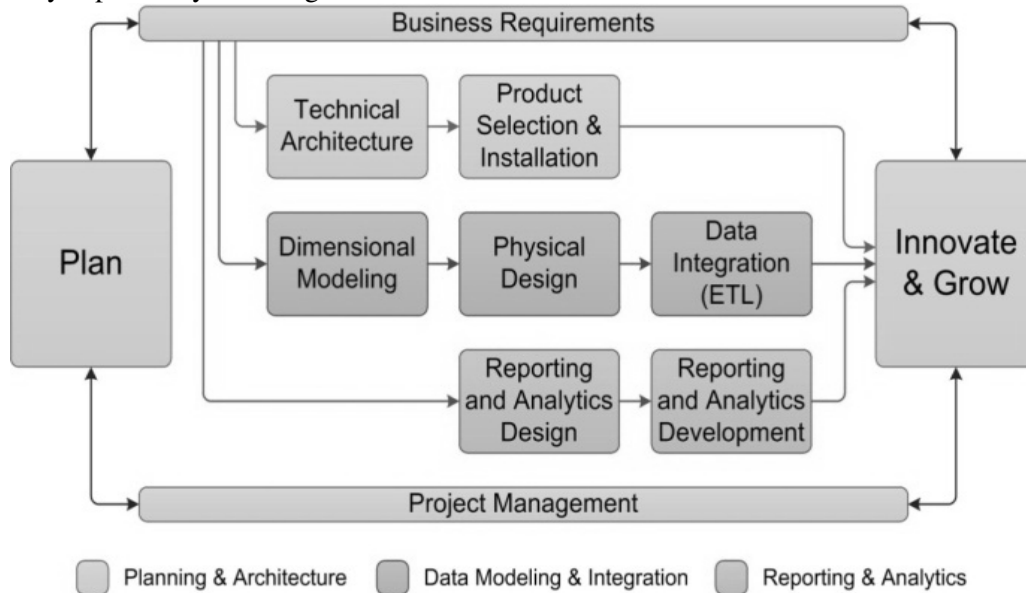 Business Requirements
Technical
Architecture
Product
Selection &
Installation
Plan
Dimensional
Modeling
Physical
Design
Data
Integration
(ETL)
Innovate
& Grow
Reporting
and Analytics
Design
Reporting
and Analytics
Development
Project Management
Planning & Architecture
Data Modeling & Integration
Reporting & Analytics